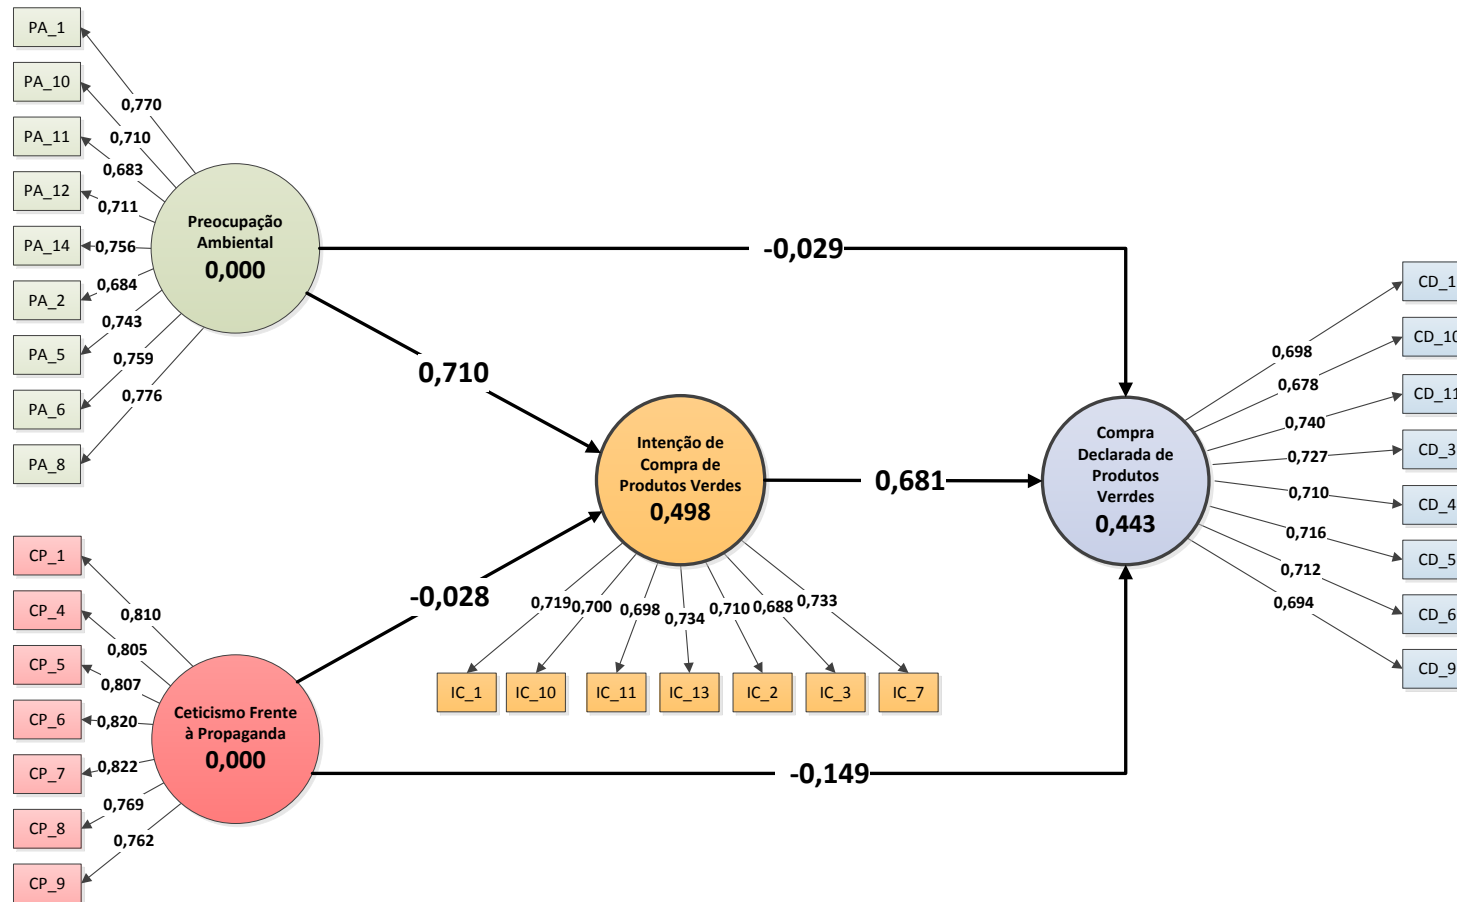 PA_1
PA_10
PA_11
PA_12
PA_14
PA_2
PA_5
PA_6
PA_8
0,770
0,710
0,683
0,711
0,756
0,684
0,743
0,759
0,776
Preocupação
Ambiental
0,000
-0,029
0,710
CP_1
CP_4
CP_5
CP_6
CP_7
CP_8
CP_9
0,810
0,805
0,807
0,820
0,822
0,769
0,762
Ceticismo Frente
à Propaganda
0,000
-0,028
-0,149
Intenção de
Compra de
Produtos Verdes
0,498
0,681
0,719
0,700
0,698
0,734
0,710
0,688
0,733
IC_1
IC_10
IC_11
IC_13
IC_2
IC_3
IC_7
Compra
Declarada de
Produtos
Verrdes
0,443
0,698
0,678
0,740
0,727
0,710
0,716
0,712
0,694
CD_1
CD_10
CD_11
CD_3
CD_4
CD_5
CD_6
CD_9